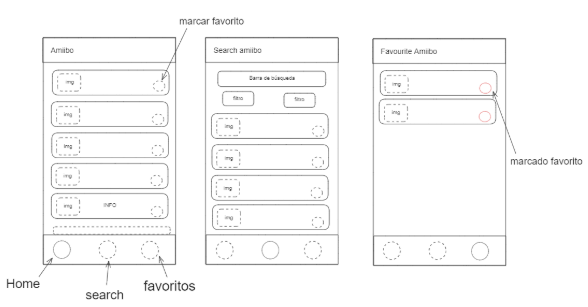 marcar favorito
Amiibo
img
img
img
img
img
INFO
Home
search
favoritos
Search amiibo
Barra de búsqueda
filtro
filtro
img
img
img
img
Favourite Amiibo
img
img
marcado favorito